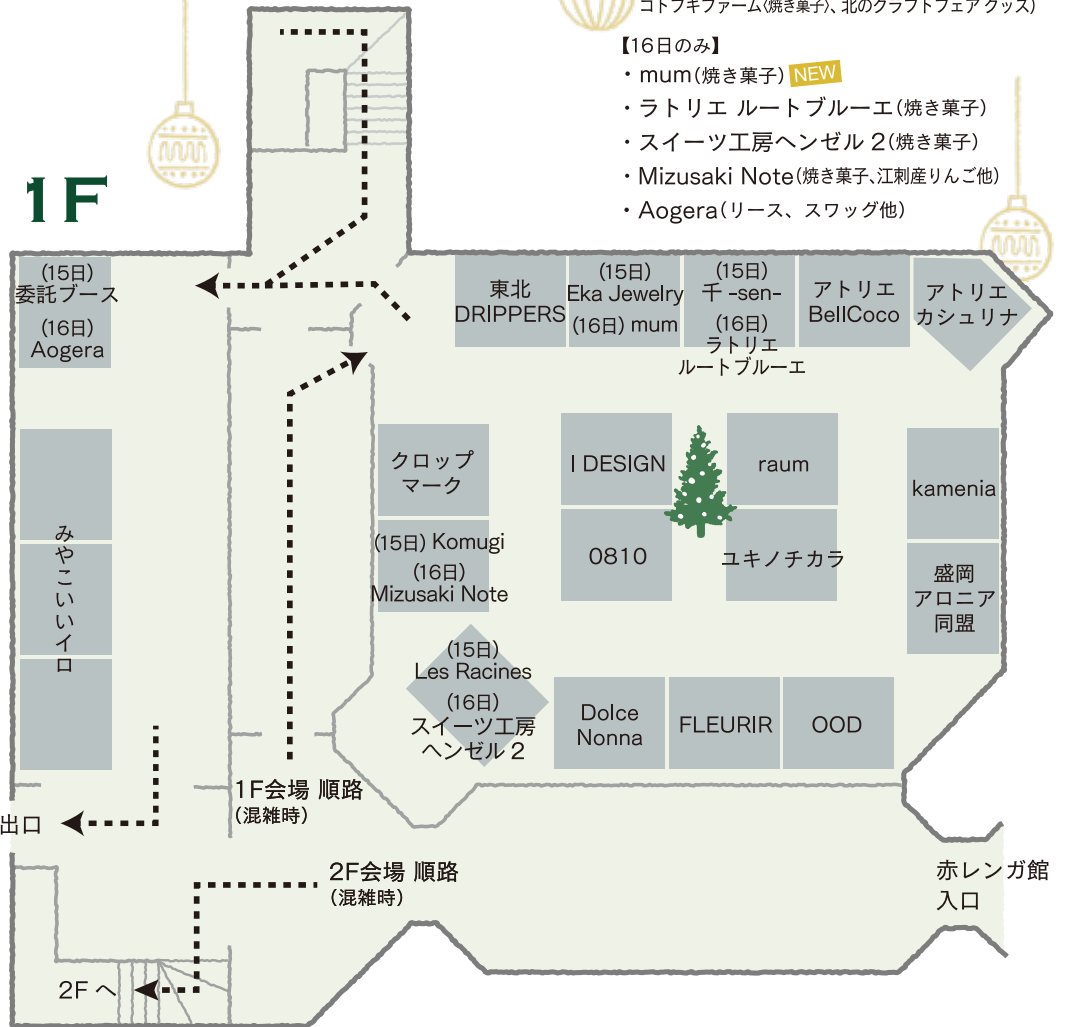 コトブキファーム〈焼き菓子〉、北のクラフトフェア グッズ)
【16日のみ】
・mum(焼き菓子) NEW
・ラトリエ ルートブルーエ(焼き菓子)
・スイーツ工房ヘンゼル 2(焼き菓子)
・Mizusaki Note(焼き菓子、江刺産りんご他)
・Aogera(リース、スワッグ他)
1F
(15日)
委託ブース
(16日)
Aogera
東北
DRIPPERS
(15日)
Eka Jewelry
(16日) mum
(15日)
千 -sen-
(16日)
ラトリエ
ルートブルーエ
アトリエ
BellCoco
アトリエ
カシュリナ
クロップ
マーク
I DESIGN
raum
kamenia
みやこいいイロ
(15日) Komugi
(16日)
Mizusaki Note
0810
ユキノチカラ
盛岡
アロニア
同盟
(15日)
Les Racines
(16日)
スイーツ工房
ヘンゼル 2
Dolce
Nonna
FLEURIR
OOD
1F会場 順路
(混雑時)
出口
2F会場 順路
(混雑時)
赤レンガ館
入口
2F へ